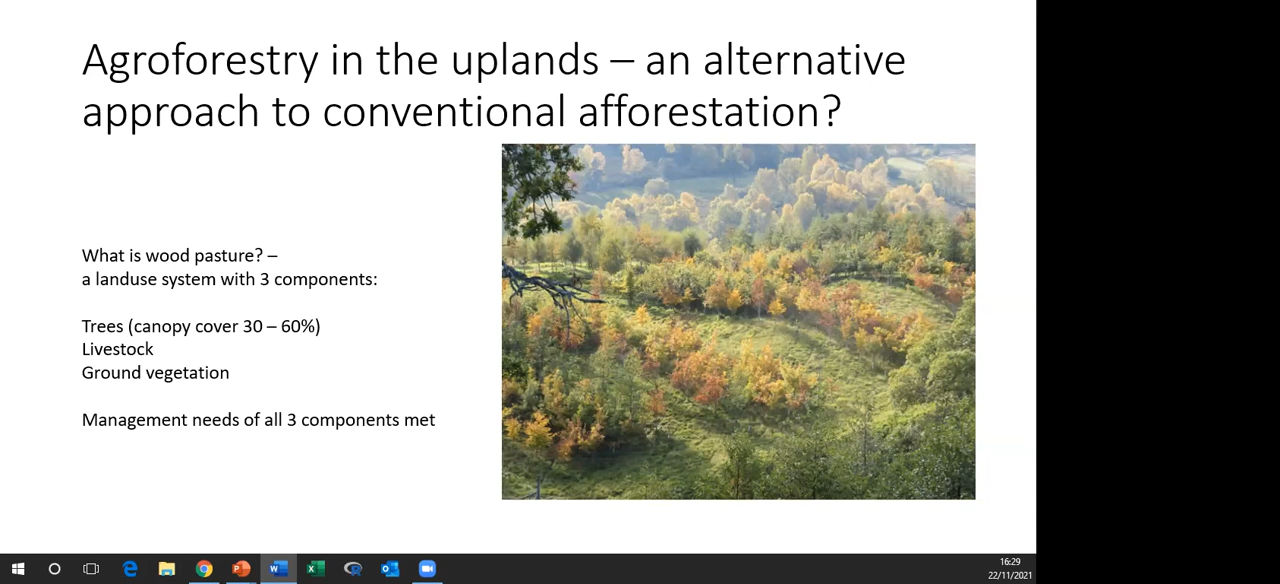 Agroforestry in the uplands – an alternative
approach to conventional afforestation?
What is wood pasture? –
a landuse system with 3 components:
Trees (canopy cover 30 – 60%)
Livestock
Ground vegetation
Management needs of all 3 components met
16:29
22/11/2021